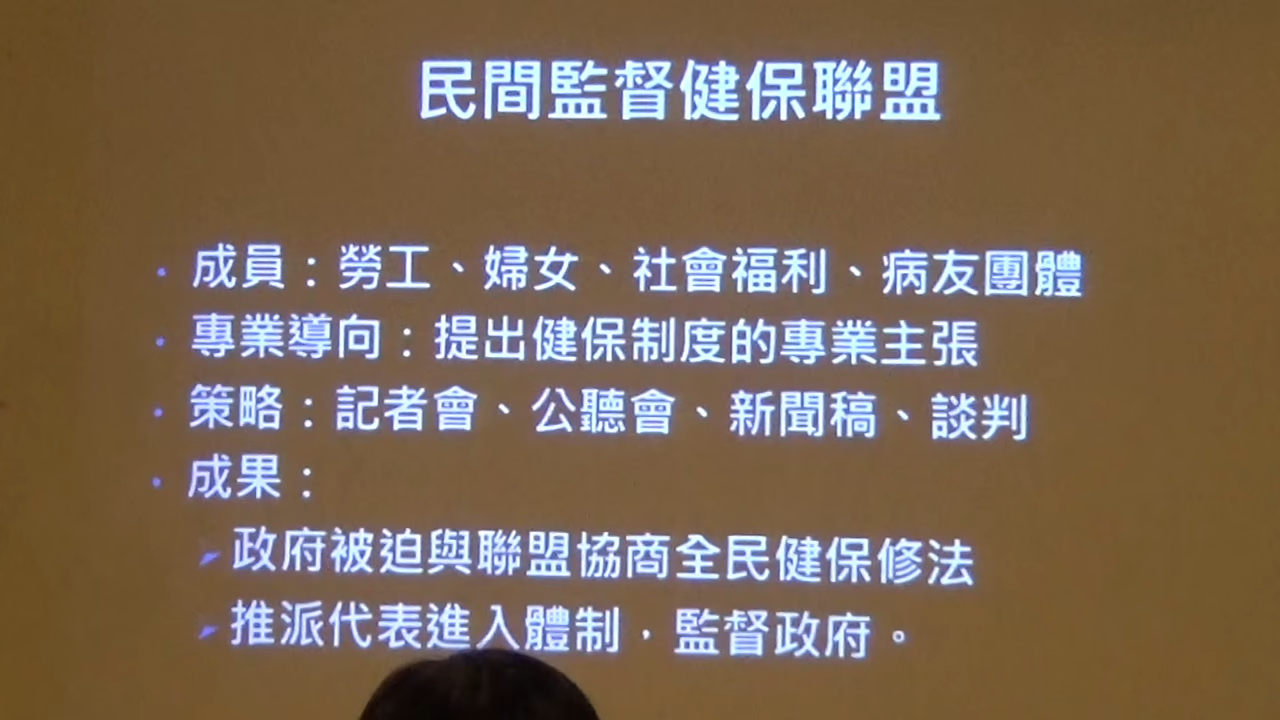 民間監督健保聯盟
• 成員：勞工、婦女、社會福利、病友團體
• 專業導向：提出健保制度的專業主張
• 策略：記者會、公聽會、新聞稿、談判
• 成果：
政府被迫與聯盟協商全民健保修法
推派代表進入體制，監督政府。